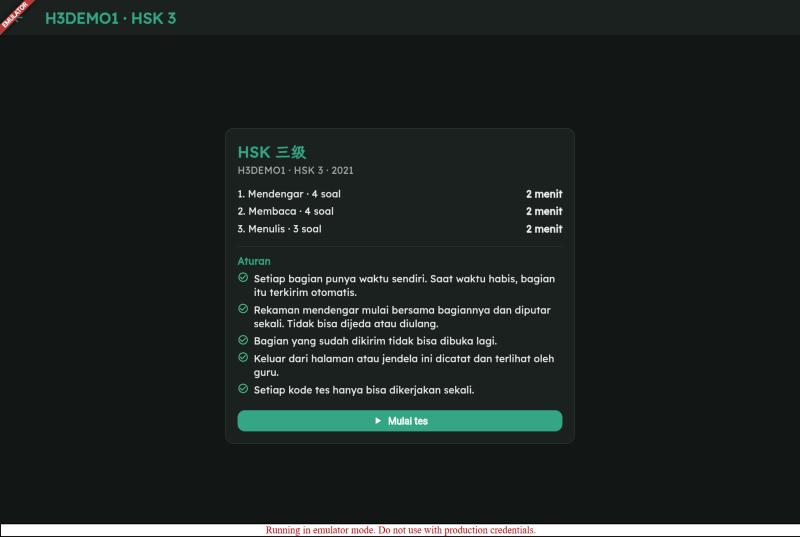 EMULATOR
H3DEMO1 · HSK 3
HSK 三级
H3DEMO1 · HSK 3 · 2021
1. Mendengar · 4 soal 2 menit
2. Membaca · 4 soal 2 menit
3. Menulis · 3 soal 2 menit
Aturan
Setiap bagian punya waktu sendiri. Saat waktu habis, bagian
itu terkirim otomatis.
Rekaman mendengar mulai bersama bagiannya dan diputar
sekali. Tidak bisa dijeda atau diulang.
Bagian yang sudah dikirim tidak bisa dibuka lagi.
Keluar dari halaman atau jendela ini dicatat dan terlihat oleh
guru.
Setiap kode tes hanya bisa dikerjakan sekali.
Mulai tes
Running in emulator mode. Do not use with production credentials.